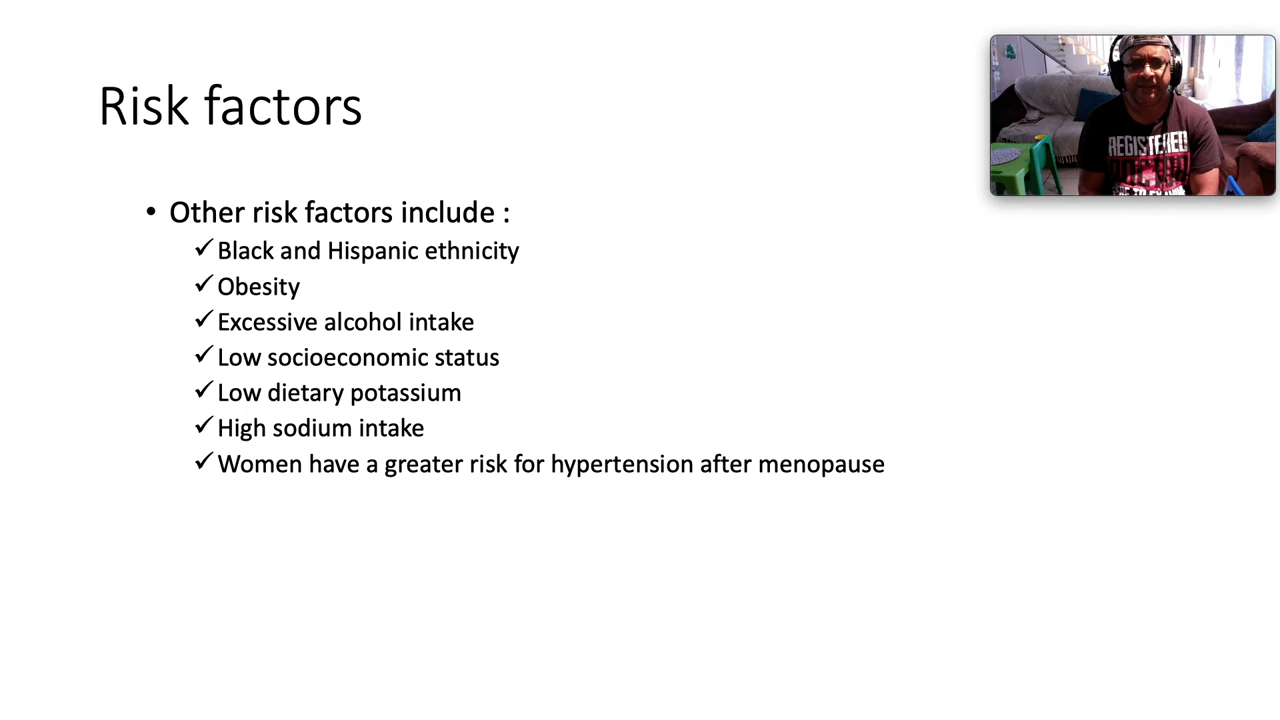 Risk factors
• Other risk factors include :
✓Black and Hispanic ethnicity
✓Obesity
✓Excessive alcohol intake
✓Low socioeconomic status
✓Low dietary potassium
✓High sodium intake
✓Women have a greater risk for hypertension after menopause
REGISTERED